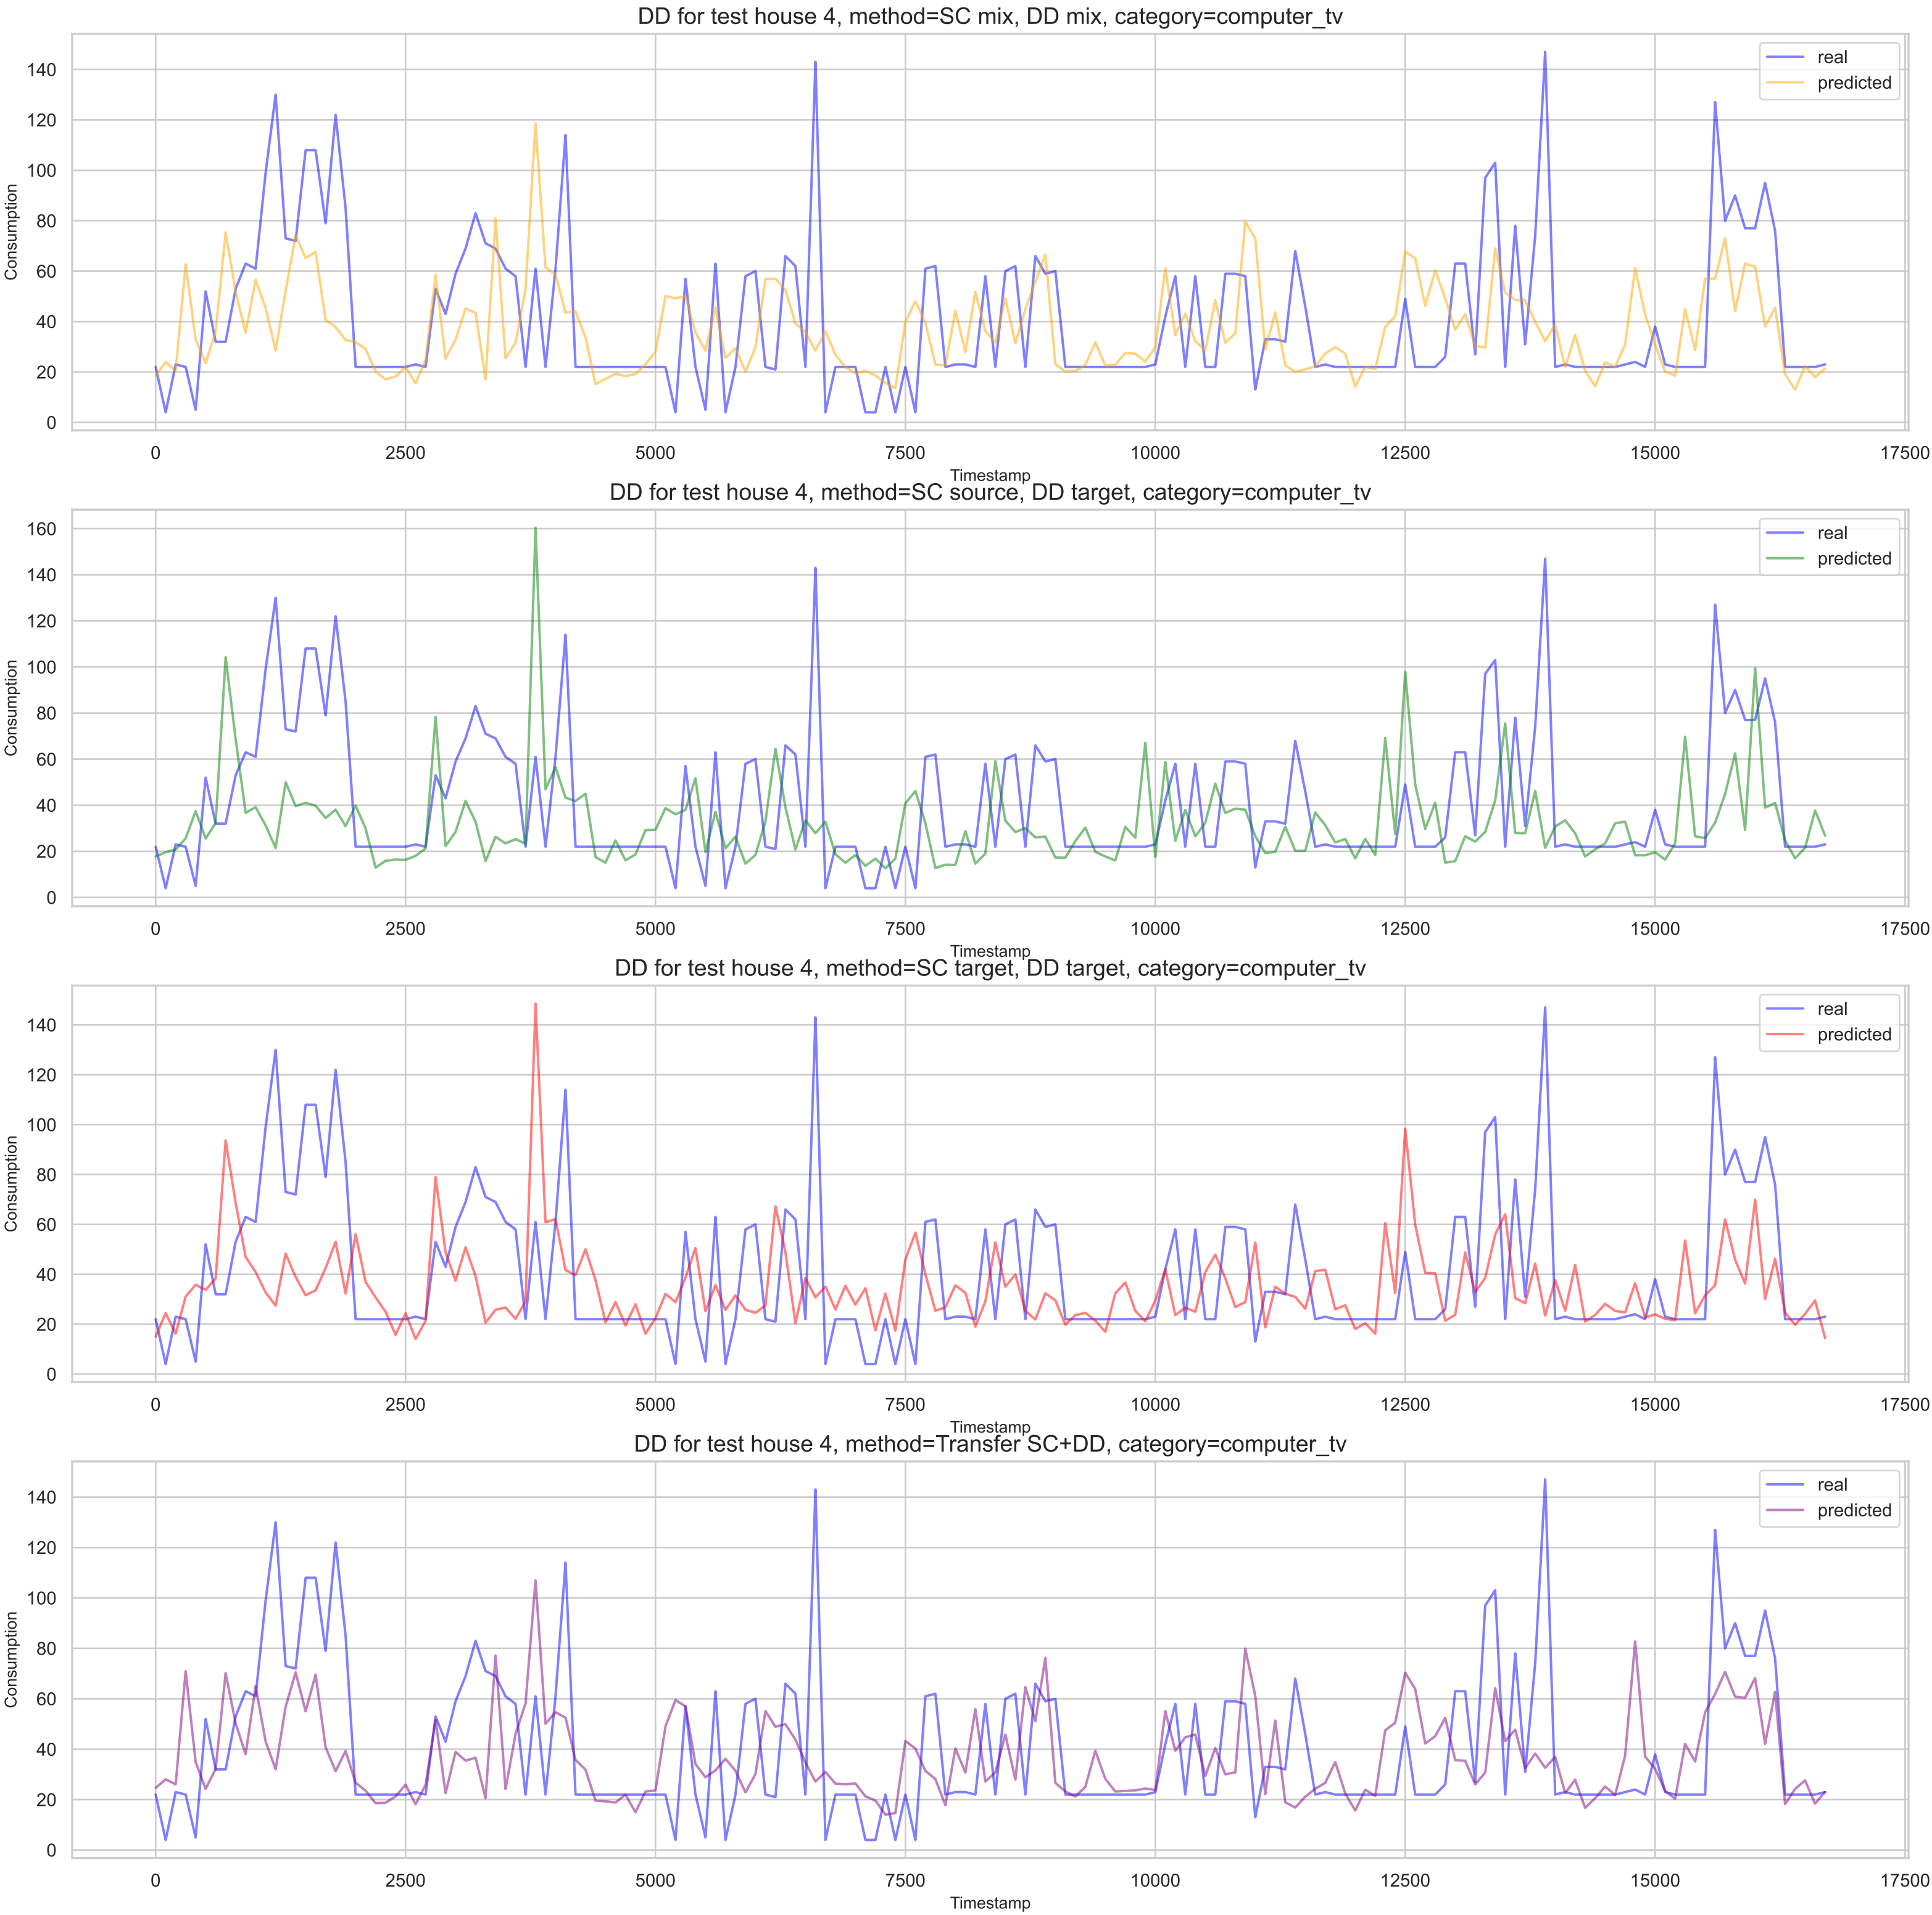 DD for test house 4, method=SC mix, DD mix, category=computer_tv
real
predicted
Consumption
140
120
100
80
60
40
20
0
0 2500 5000 7500 10000 12500 15000 17500
Timestamp
DD for test house 4, method=SC source, DD target, category=computer_tv
real
predicted
Consumption
160
140
120
100
80
60
40
20
0
0 2500 5000 7500 10000 12500 15000 17500
Timestamp
DD for test house 4, method=SC target, DD target, category=computer_tv
real
predicted
Consumption
140
120
100
80
60
40
20
0
0 2500 5000 7500 10000 12500 15000 17500
Timestamp
DD for test house 4, method=Transfer SC+DD, category=computer_tv
real
predicted
Consumption
140
120
100
80
60
40
20
0
0 2500 5000 7500 10000 12500 15000 17500
Timestamp